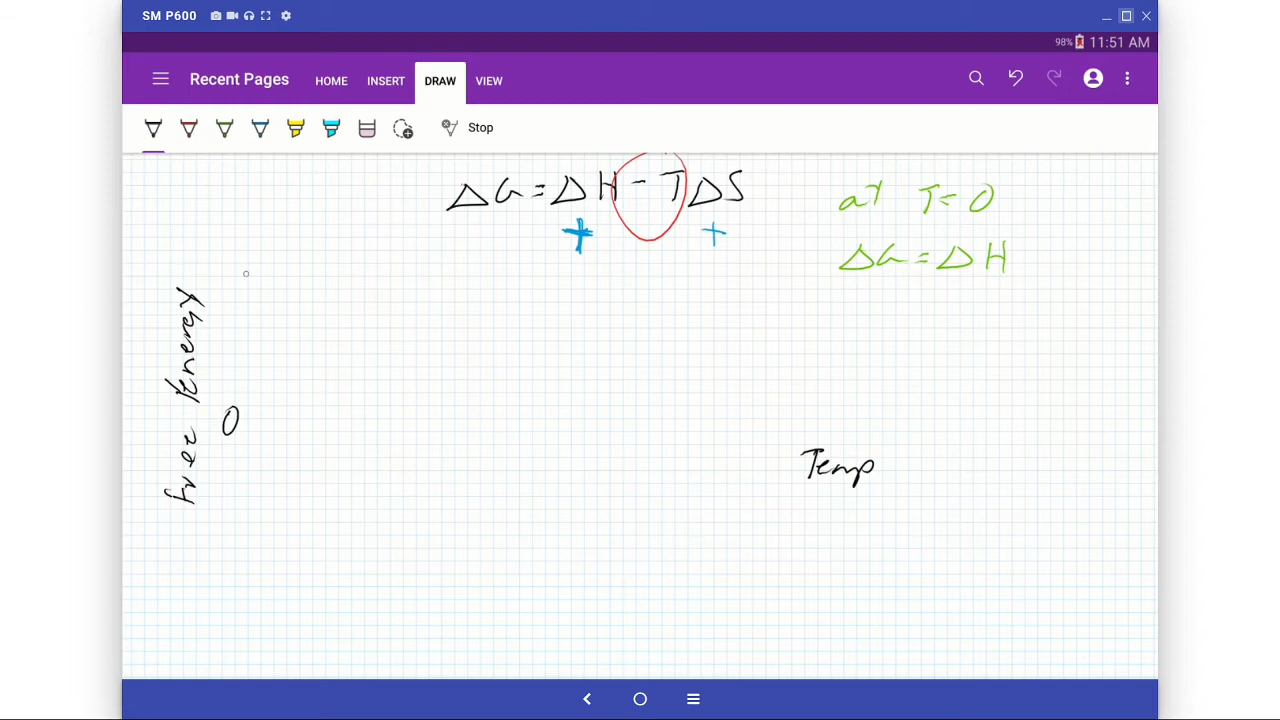 SM P600
98% 11:51 AM
Recent Pages HOME INSERT DRAW VIEW
Stop
ΔG = ΔH - TΔS
+ +
at T = 0
ΔG = ΔH
free Energy
0
Temp